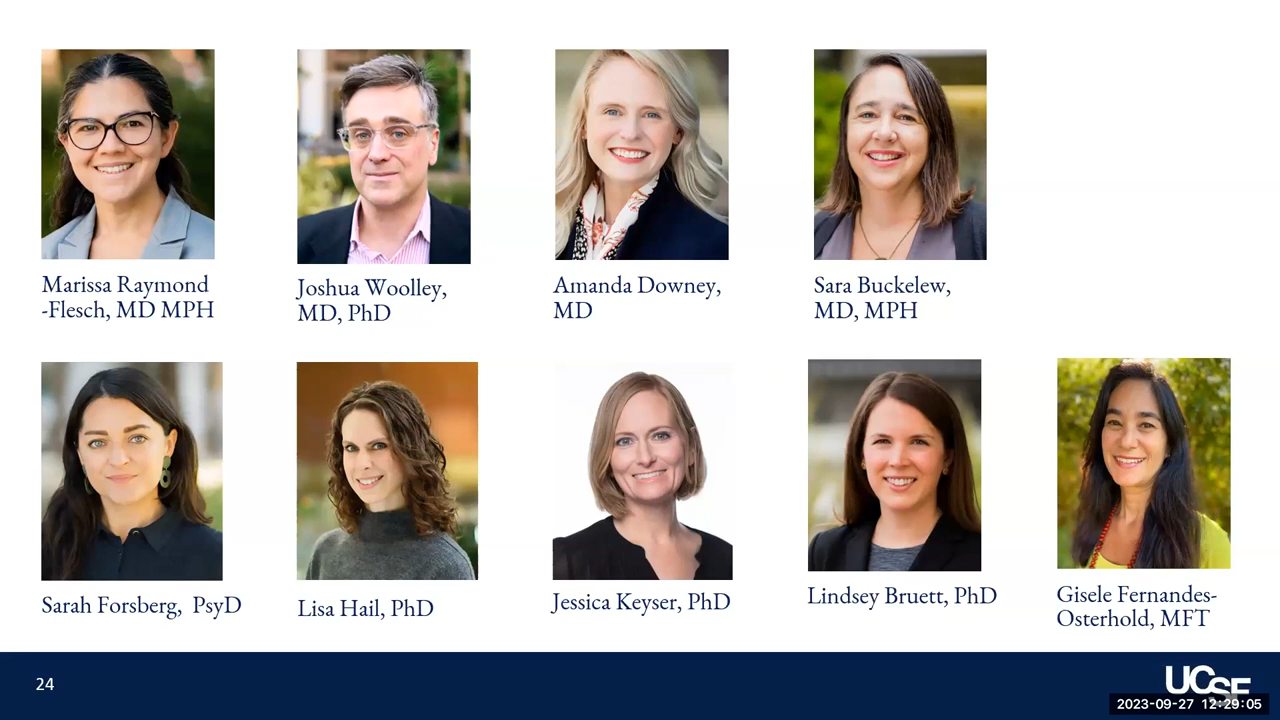 Marissa Raymond
-Flesch, MD MPH
Joshua Woolley,
MD, PhD
Amanda Downey,
MD
Sara Buckelew,
MD, MPH
Sarah Forsberg, PsyD
Lisa Hail, PhD
Jessica Keyser, PhD
Lindsey Bruett, PhD
Gisele Fernandes-
Osterhold, MFT
24
UCSF
2023-09-27 12:29:05